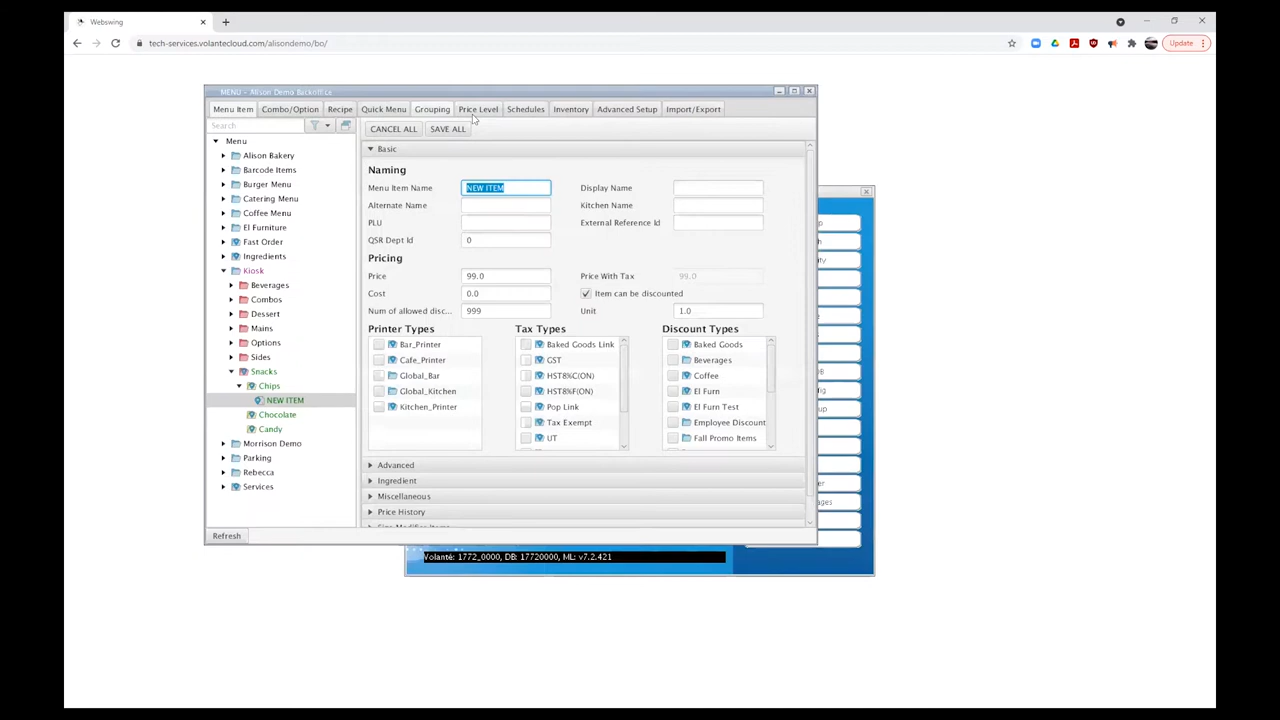 Webswing
tech-services.volantecloud.com/alisondemo/bo/
Update
MENU - Alison Demo Backoffice
Menu Item Combo/Option Recipe Quick Menu Grouping Price Level Schedules Inventory Advanced Setup Import/Export
Search
CANCEL ALL SAVE ALL
Menu
Alison Bakery
Barcode Items
Burger Menu
Catering Menu
Coffee Menu
El Furniture
Fast Order
Ingredients
Kiosk
Beverages
Combos
Dessert
Mains
Options
Sides
Snacks
Chips
NEW ITEM
Chocolate
Candy
Morrison Demo
Parking
Rebecca
Services
Refresh
Basic
Naming
Menu Item Name NEW ITEM Display Name
Alternate Name Kitchen Name
PLU External Reference Id
QSR Dept Id 0
Pricing
Price 99.0 Price With Tax 99.0
Cost 0.0 Item can be discounted
Num of allowed disc... 999 Unit 1.0
Printer Types Tax Types Discount Types
Bar_Printer Baked Goods Link Baked Goods
Cafe_Printer GST Beverages
Global_Bar HST8%C(ON) Coffee
Global_Kitchen HST8%F(ON) El Furn
Kitchen_Printer Pop Link El Furn Test
Tax Exempt Employee Discount
UT Fall Promo Items
Advanced
Ingredient
Miscellaneous
Price History
Size Modifier Items
Volanté: 1772_0000, DB: 17720000, ML: v7.2.421